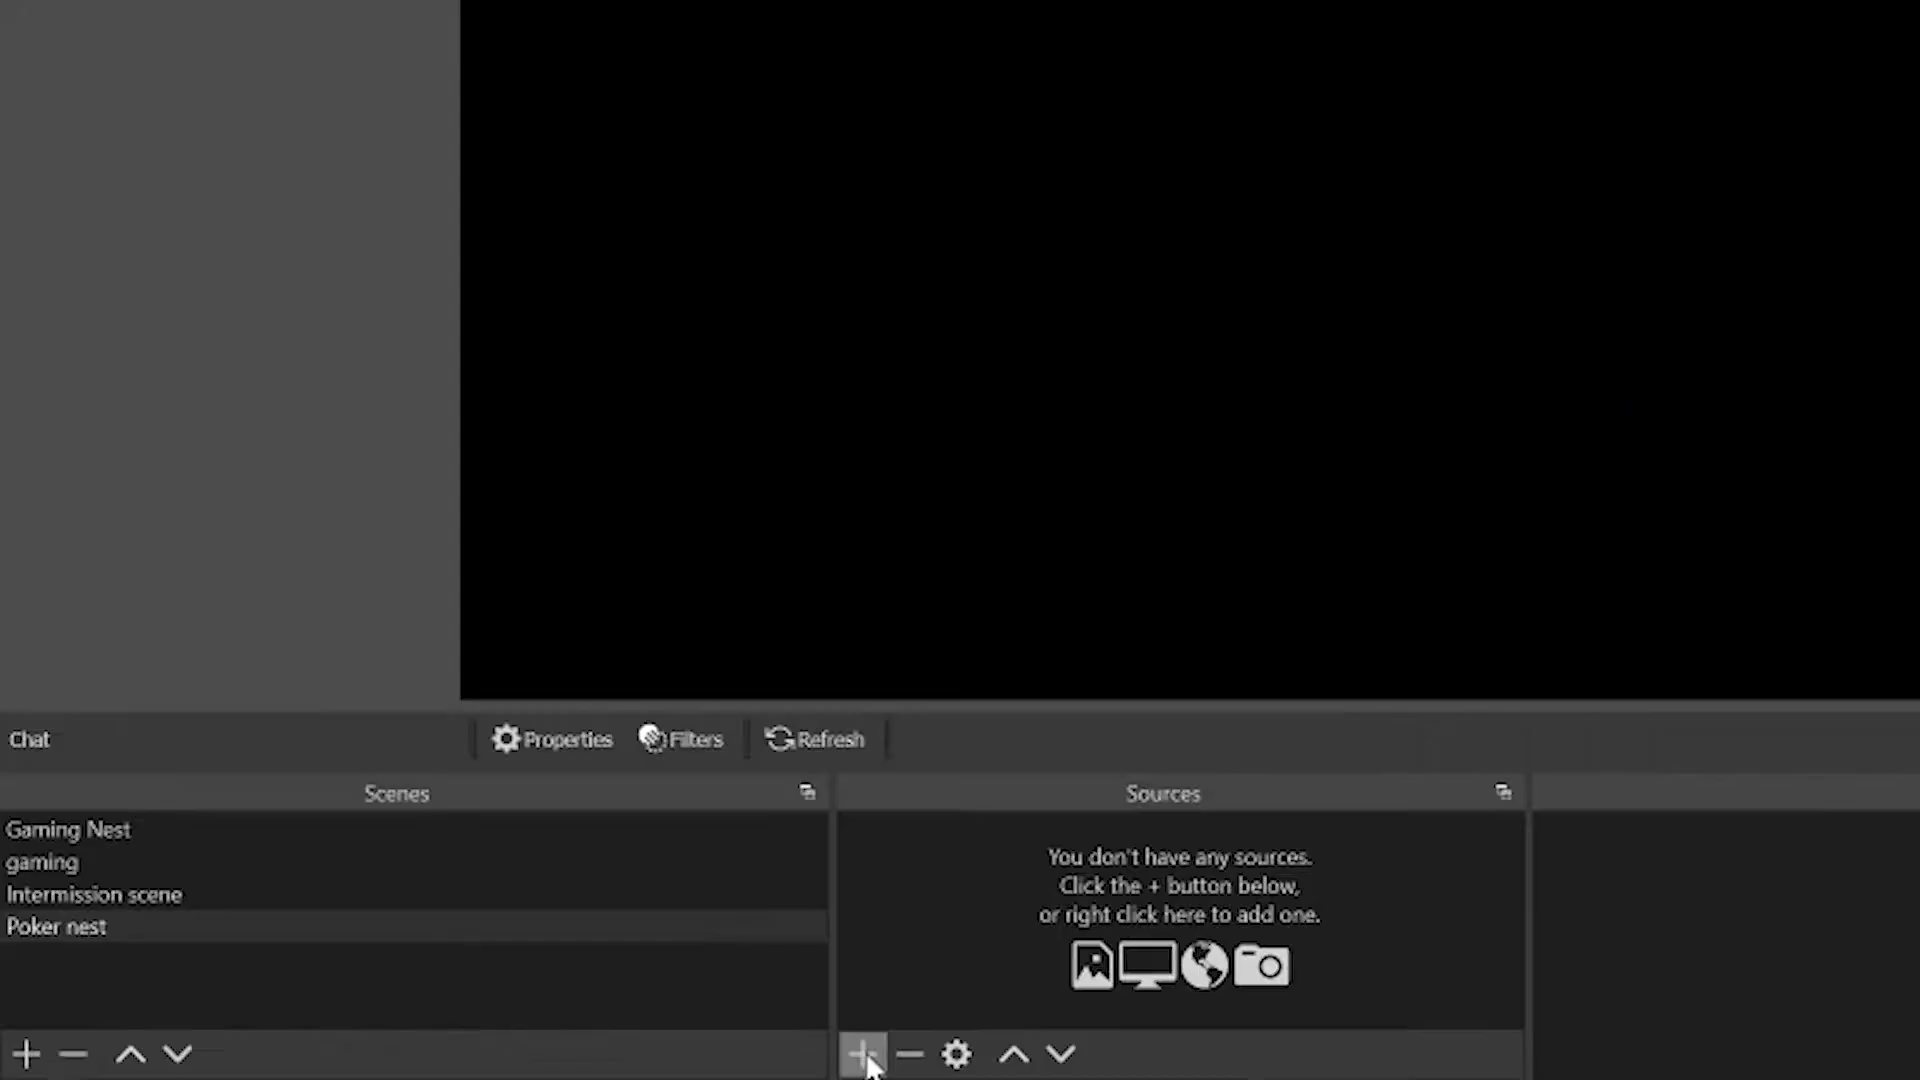 Chat
Properties
Filters
Refresh
Scenes
Sources
Gaming Nest
gaming
Intermission scene
Poker nest
You don't have any sources.
Click the + button below,
or right click here to add one.